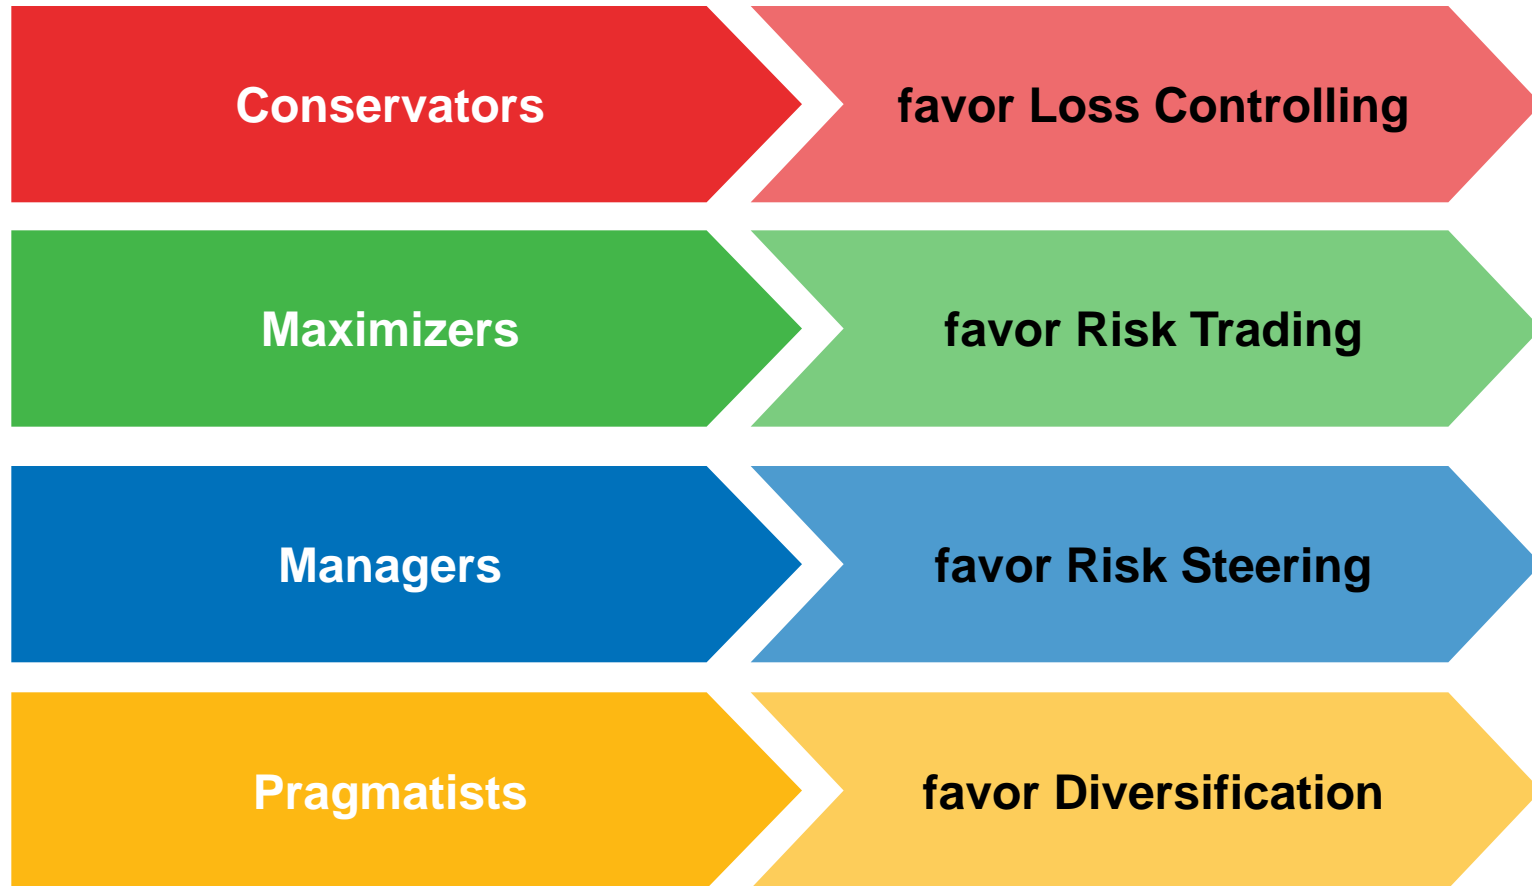 Conservators
favor Loss Controlling
Maximizers
favor Risk Trading
Managers
favor Risk Steering
Pragmatists
favor Diversification